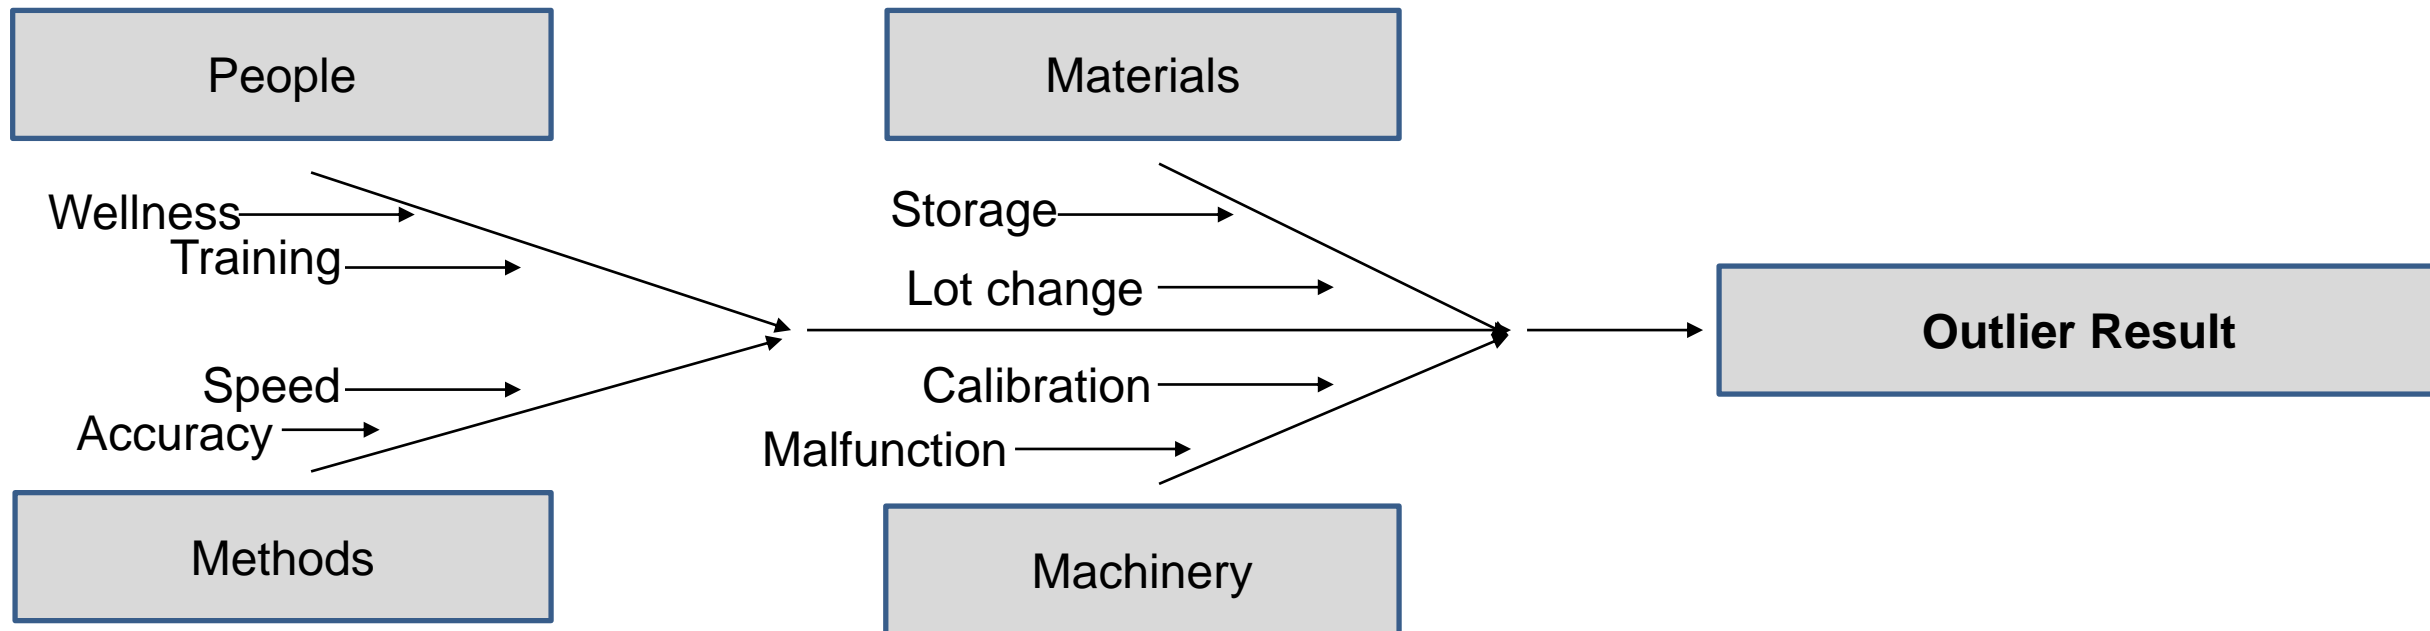 People
Materials
Wellness
Training
Storage
Lot change
Outlier Result
Speed
Accuracy
Calibration
Malfunction
Methods
Machinery